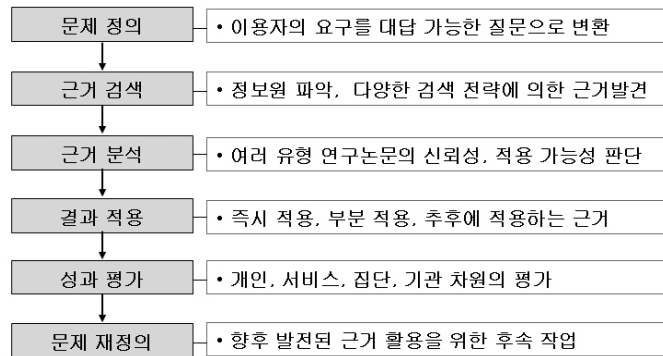 문제 정의
• 이용자의 요구를 대답 가능한 질문으로 변환
근거 검색
• 정보원 파악, 다양한 검색 전략에 의한 근거발견
근거 분석
• 여러 유형 연구논문의 신뢰성, 적용 가능성 판단
결과 적용
• 즉시 적용, 부분 적용, 추후에 적용하는 근거
성과 평가
• 개인, 서비스, 집단, 기관 차원의 평가
문제 재정의
• 향후 발전된 근거 활용을 위한 후속 작업